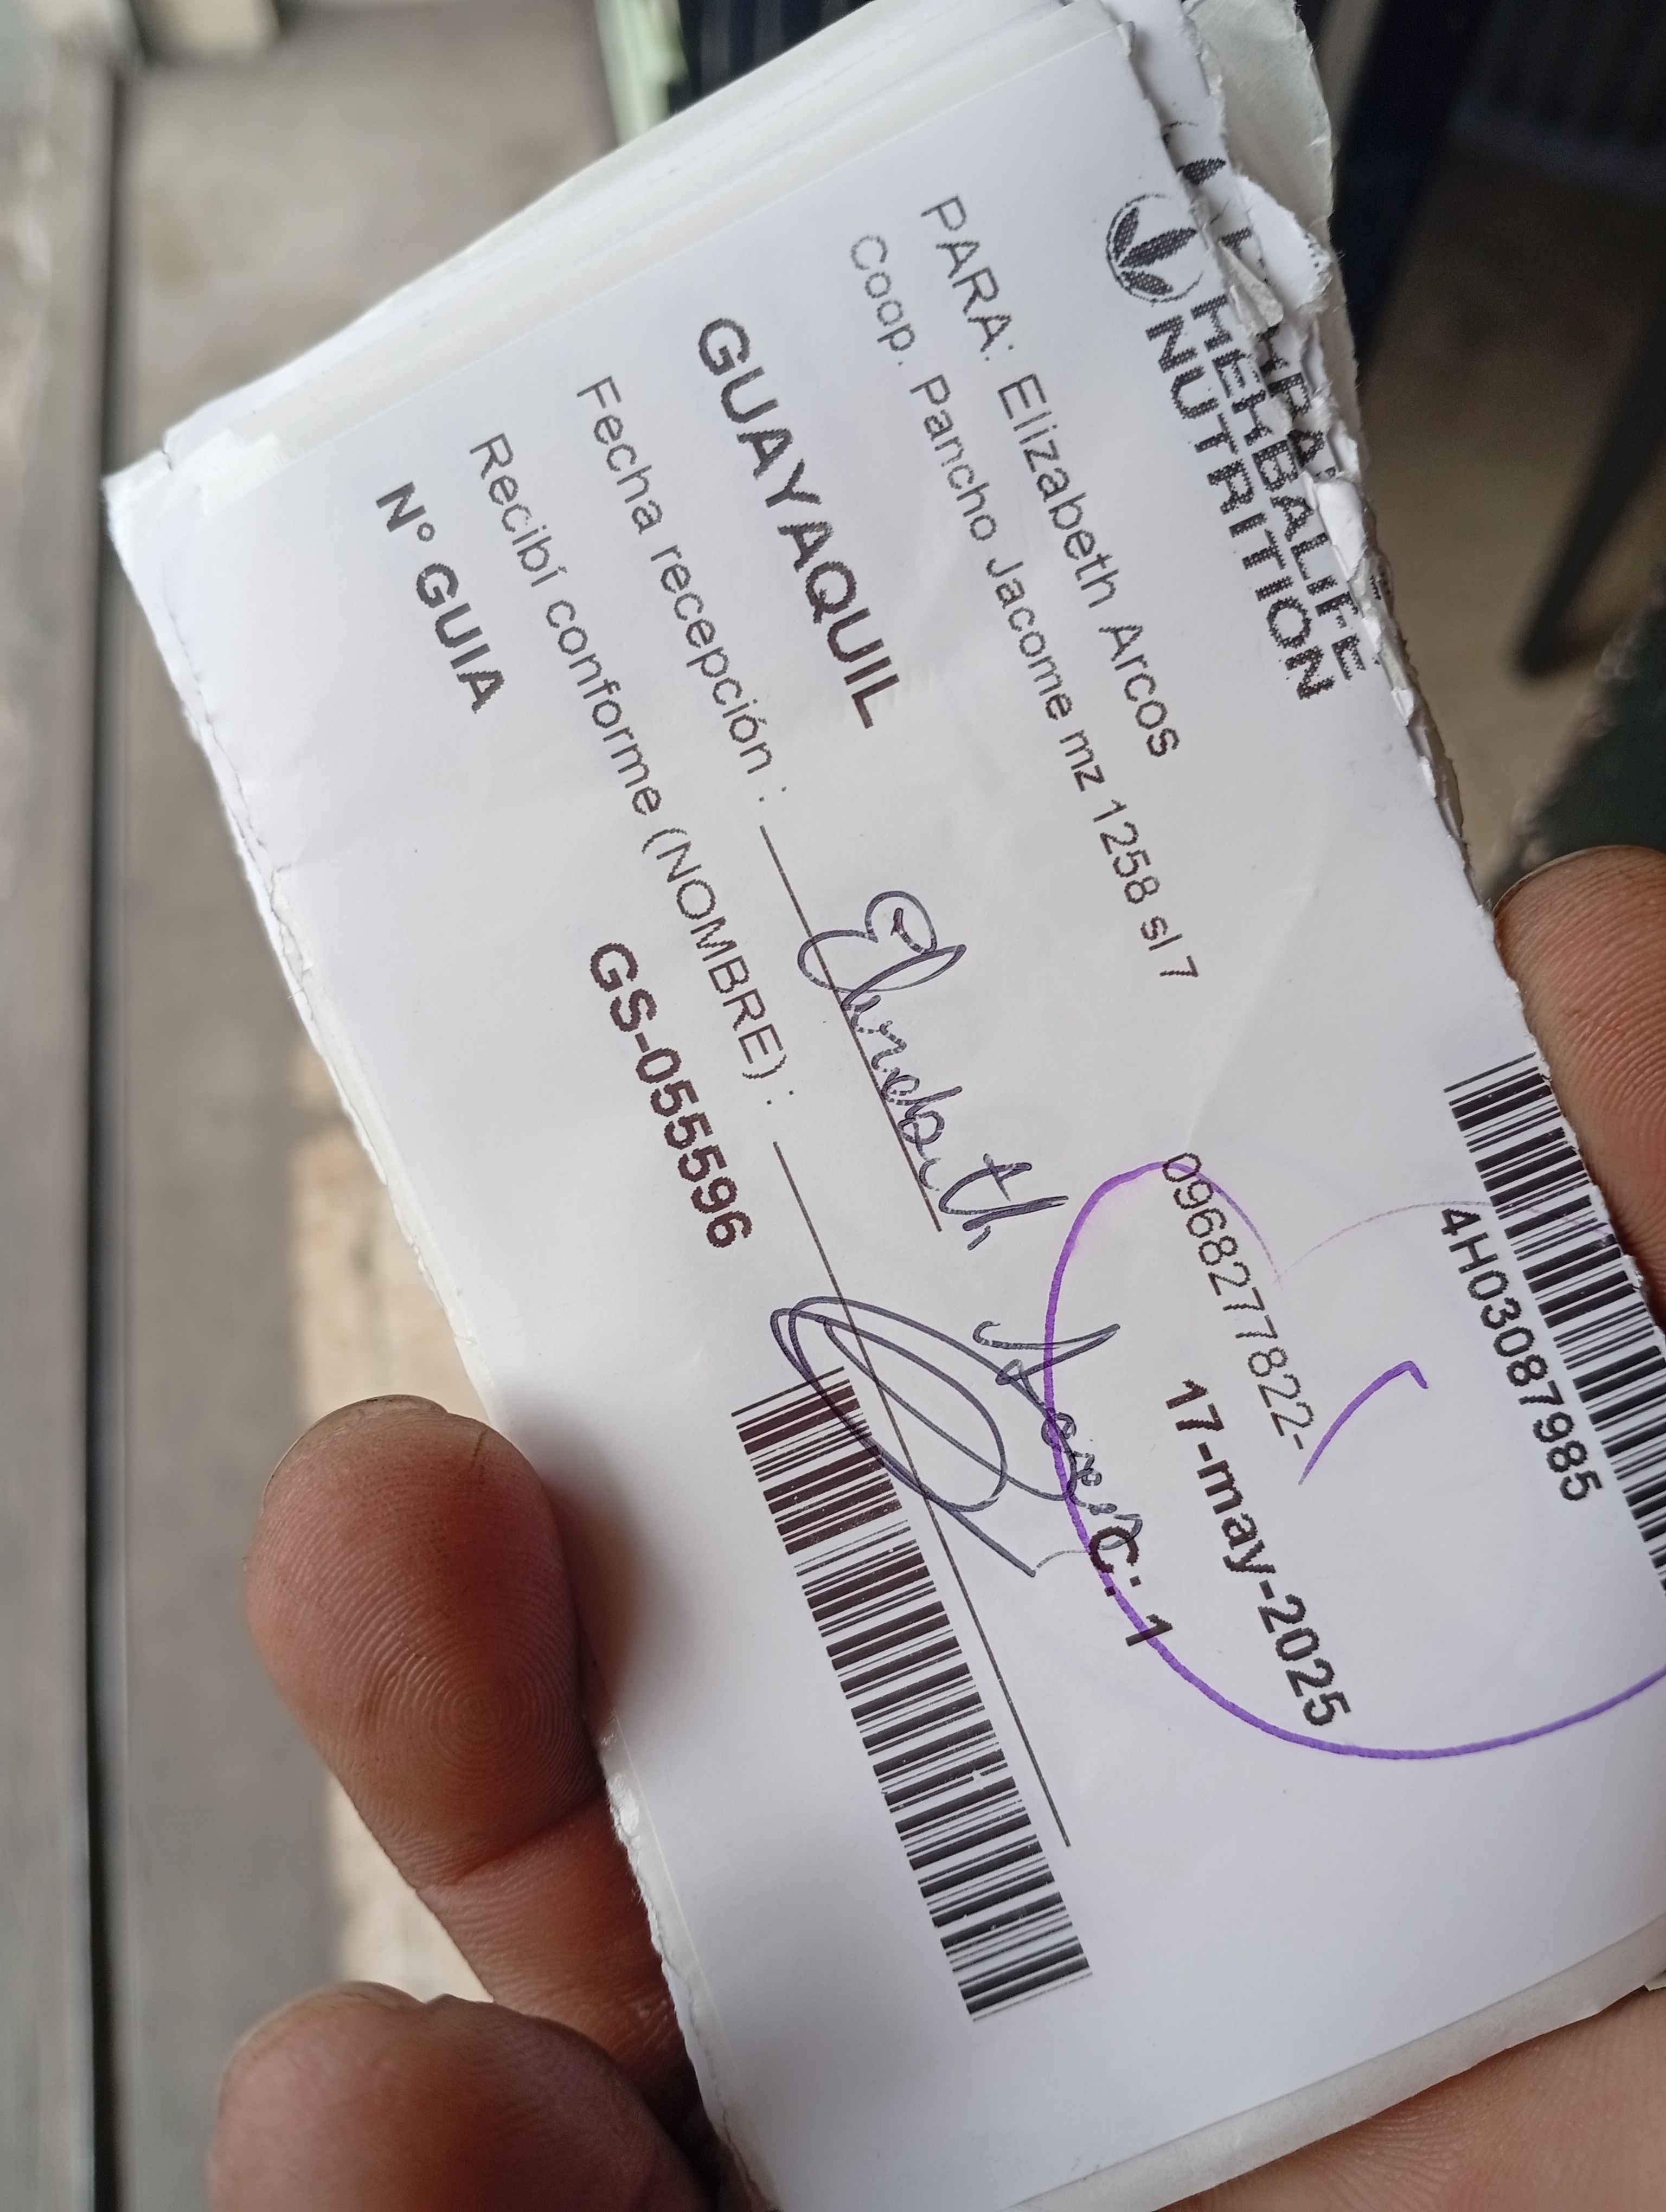 HERBALIFE
NUTRITION
4H03087985
PARA: Elizabeth Arcos
Coop. Pancho Jacome mz 1258 sl 7
0968277822-
17-may-2025
GUAYAQUIL
C: 1
Fecha recepción :
Elizabeth
Recibí conforme (NOMBRE) :
N° GUIA
GS-055596